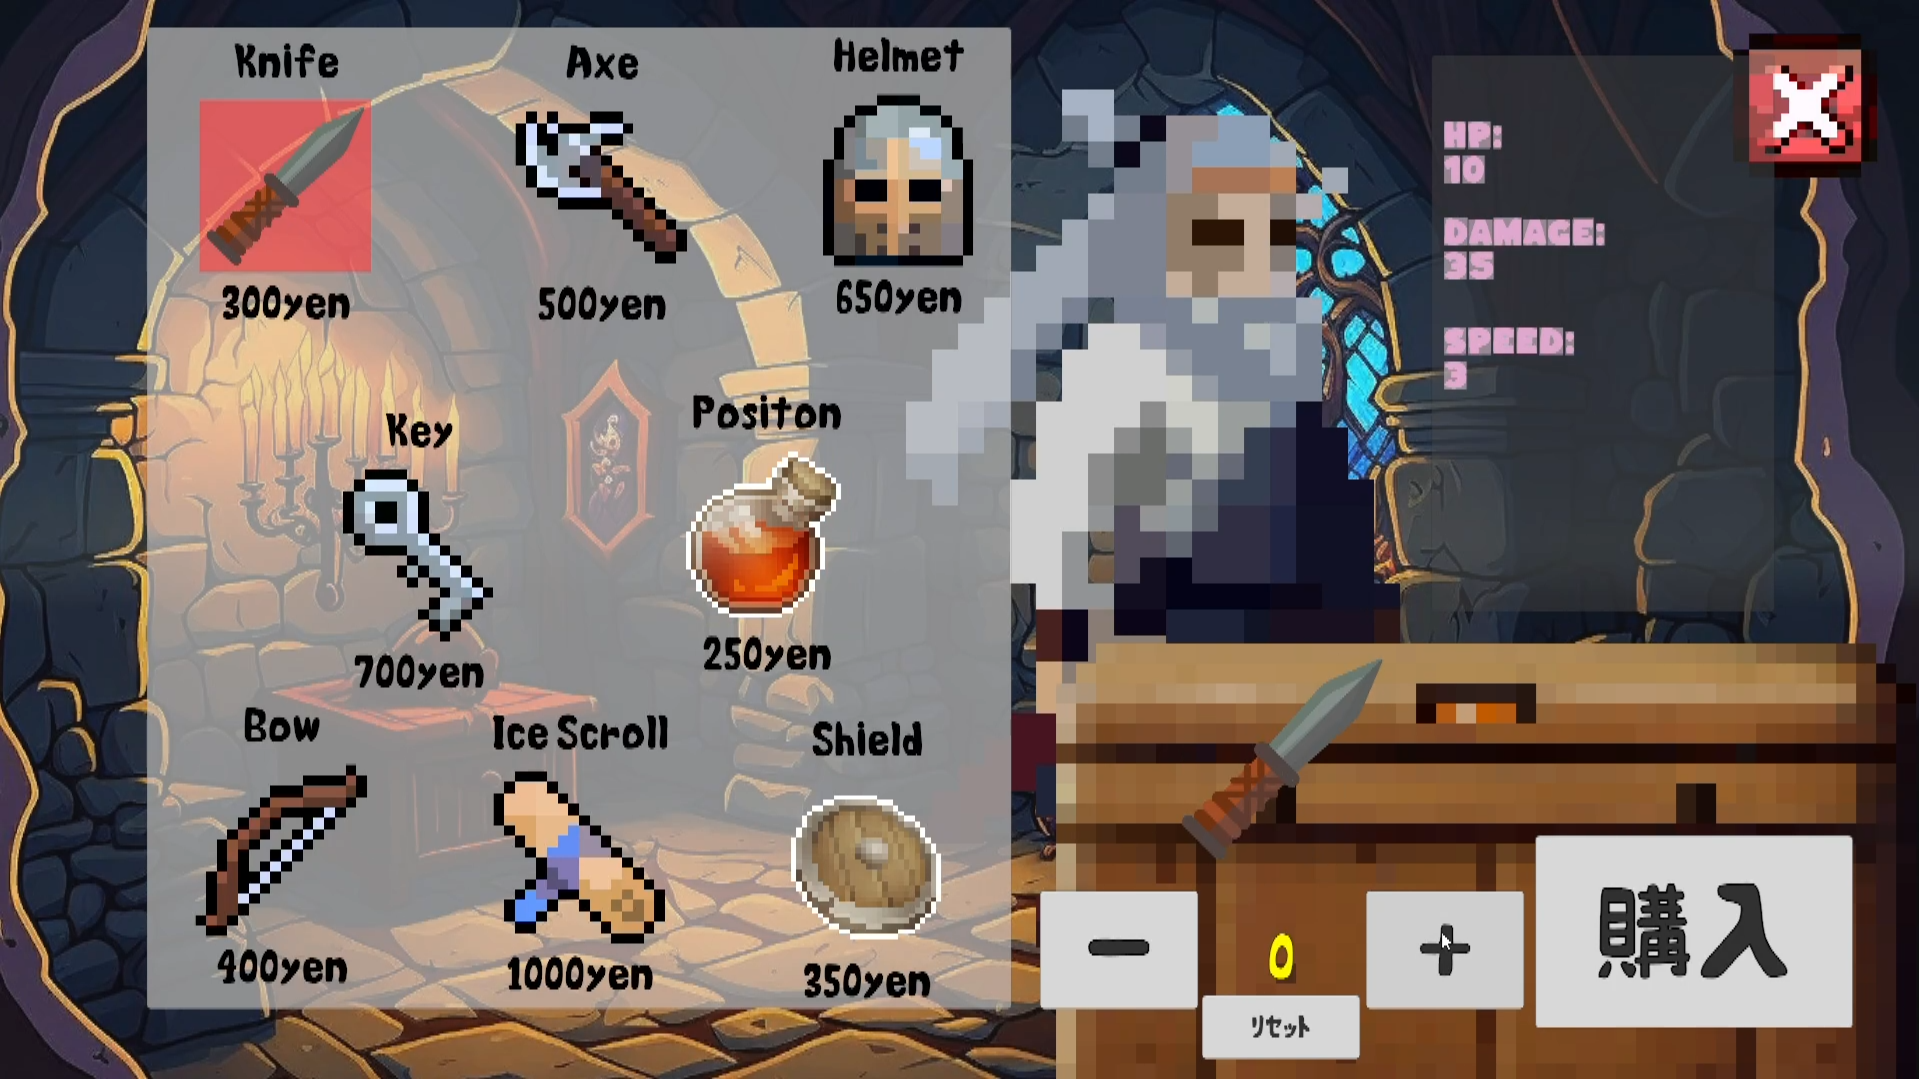 Knife
Axe
Helmet
300yen
500yen
650yen
Key
Positon
700yen
250yen
Bow
Ice Scroll
Shield
400yen
1000yen
350yen
HP:
10
DAMAGE:
35
SPEED:
3
−
0
+
購入
リセット